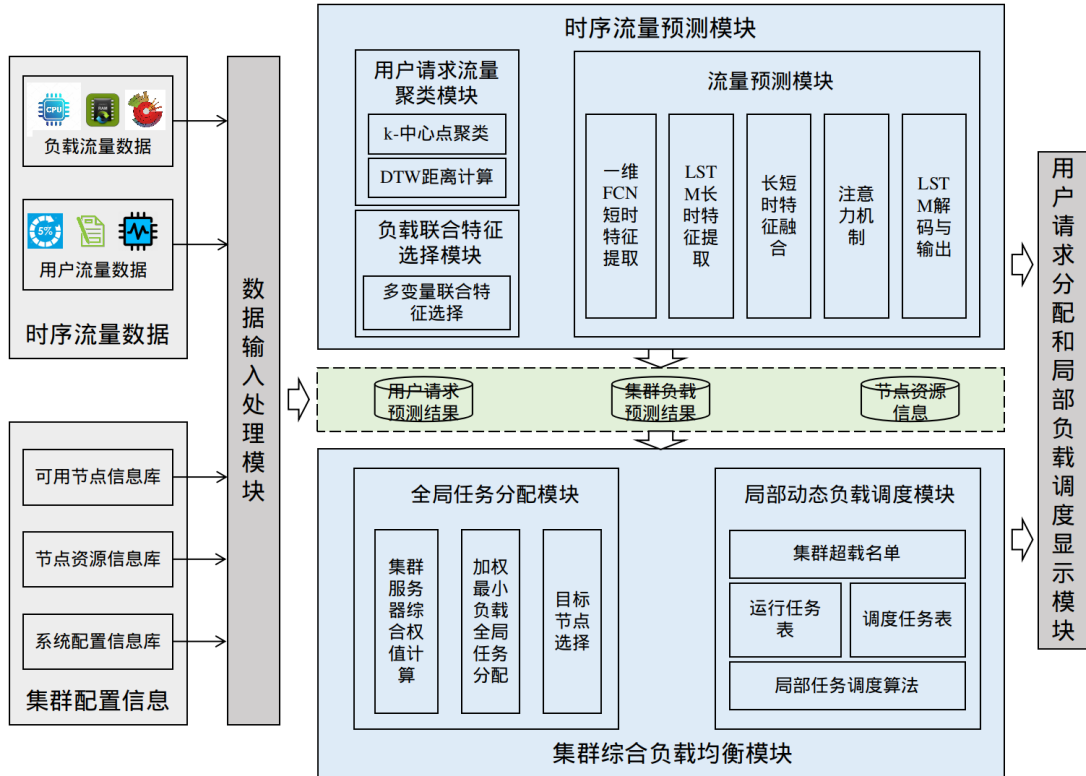 CPU
负载流量数据
5%
用户流量数据
时序流量数据
可用节点信息库
节点资源信息库
系统配置信息库
集群配置信息
数
据
输
入
处
理
模
块
时序流量预测模块
用户请求流量
聚类模块
k-中心点聚类
DTW距离计算
负载联合特征
选择模块
多变量联合特
征选择
流量预测模块
一维
FCN
短时
特征
提取
LST
M长
时特
征提
取
长短
时特
征融
合
注意
力机
制
LST
M解
码与
输出
用户请求
预测结果
集群负载
预测结果
节点资源
信息
全局任务分配模块
集群
服务
器综
合权
值计
算
加权
最小
负载
全局
任务
分配
目标
节点
选择
局部动态负载调度模块
集群超载名单
运行任务
表
调度任务表
局部任务调度算法
集群综合负载均衡模块
用
户
请
求
分
配
和
局
部
负
载
调
度
显
示
模
块